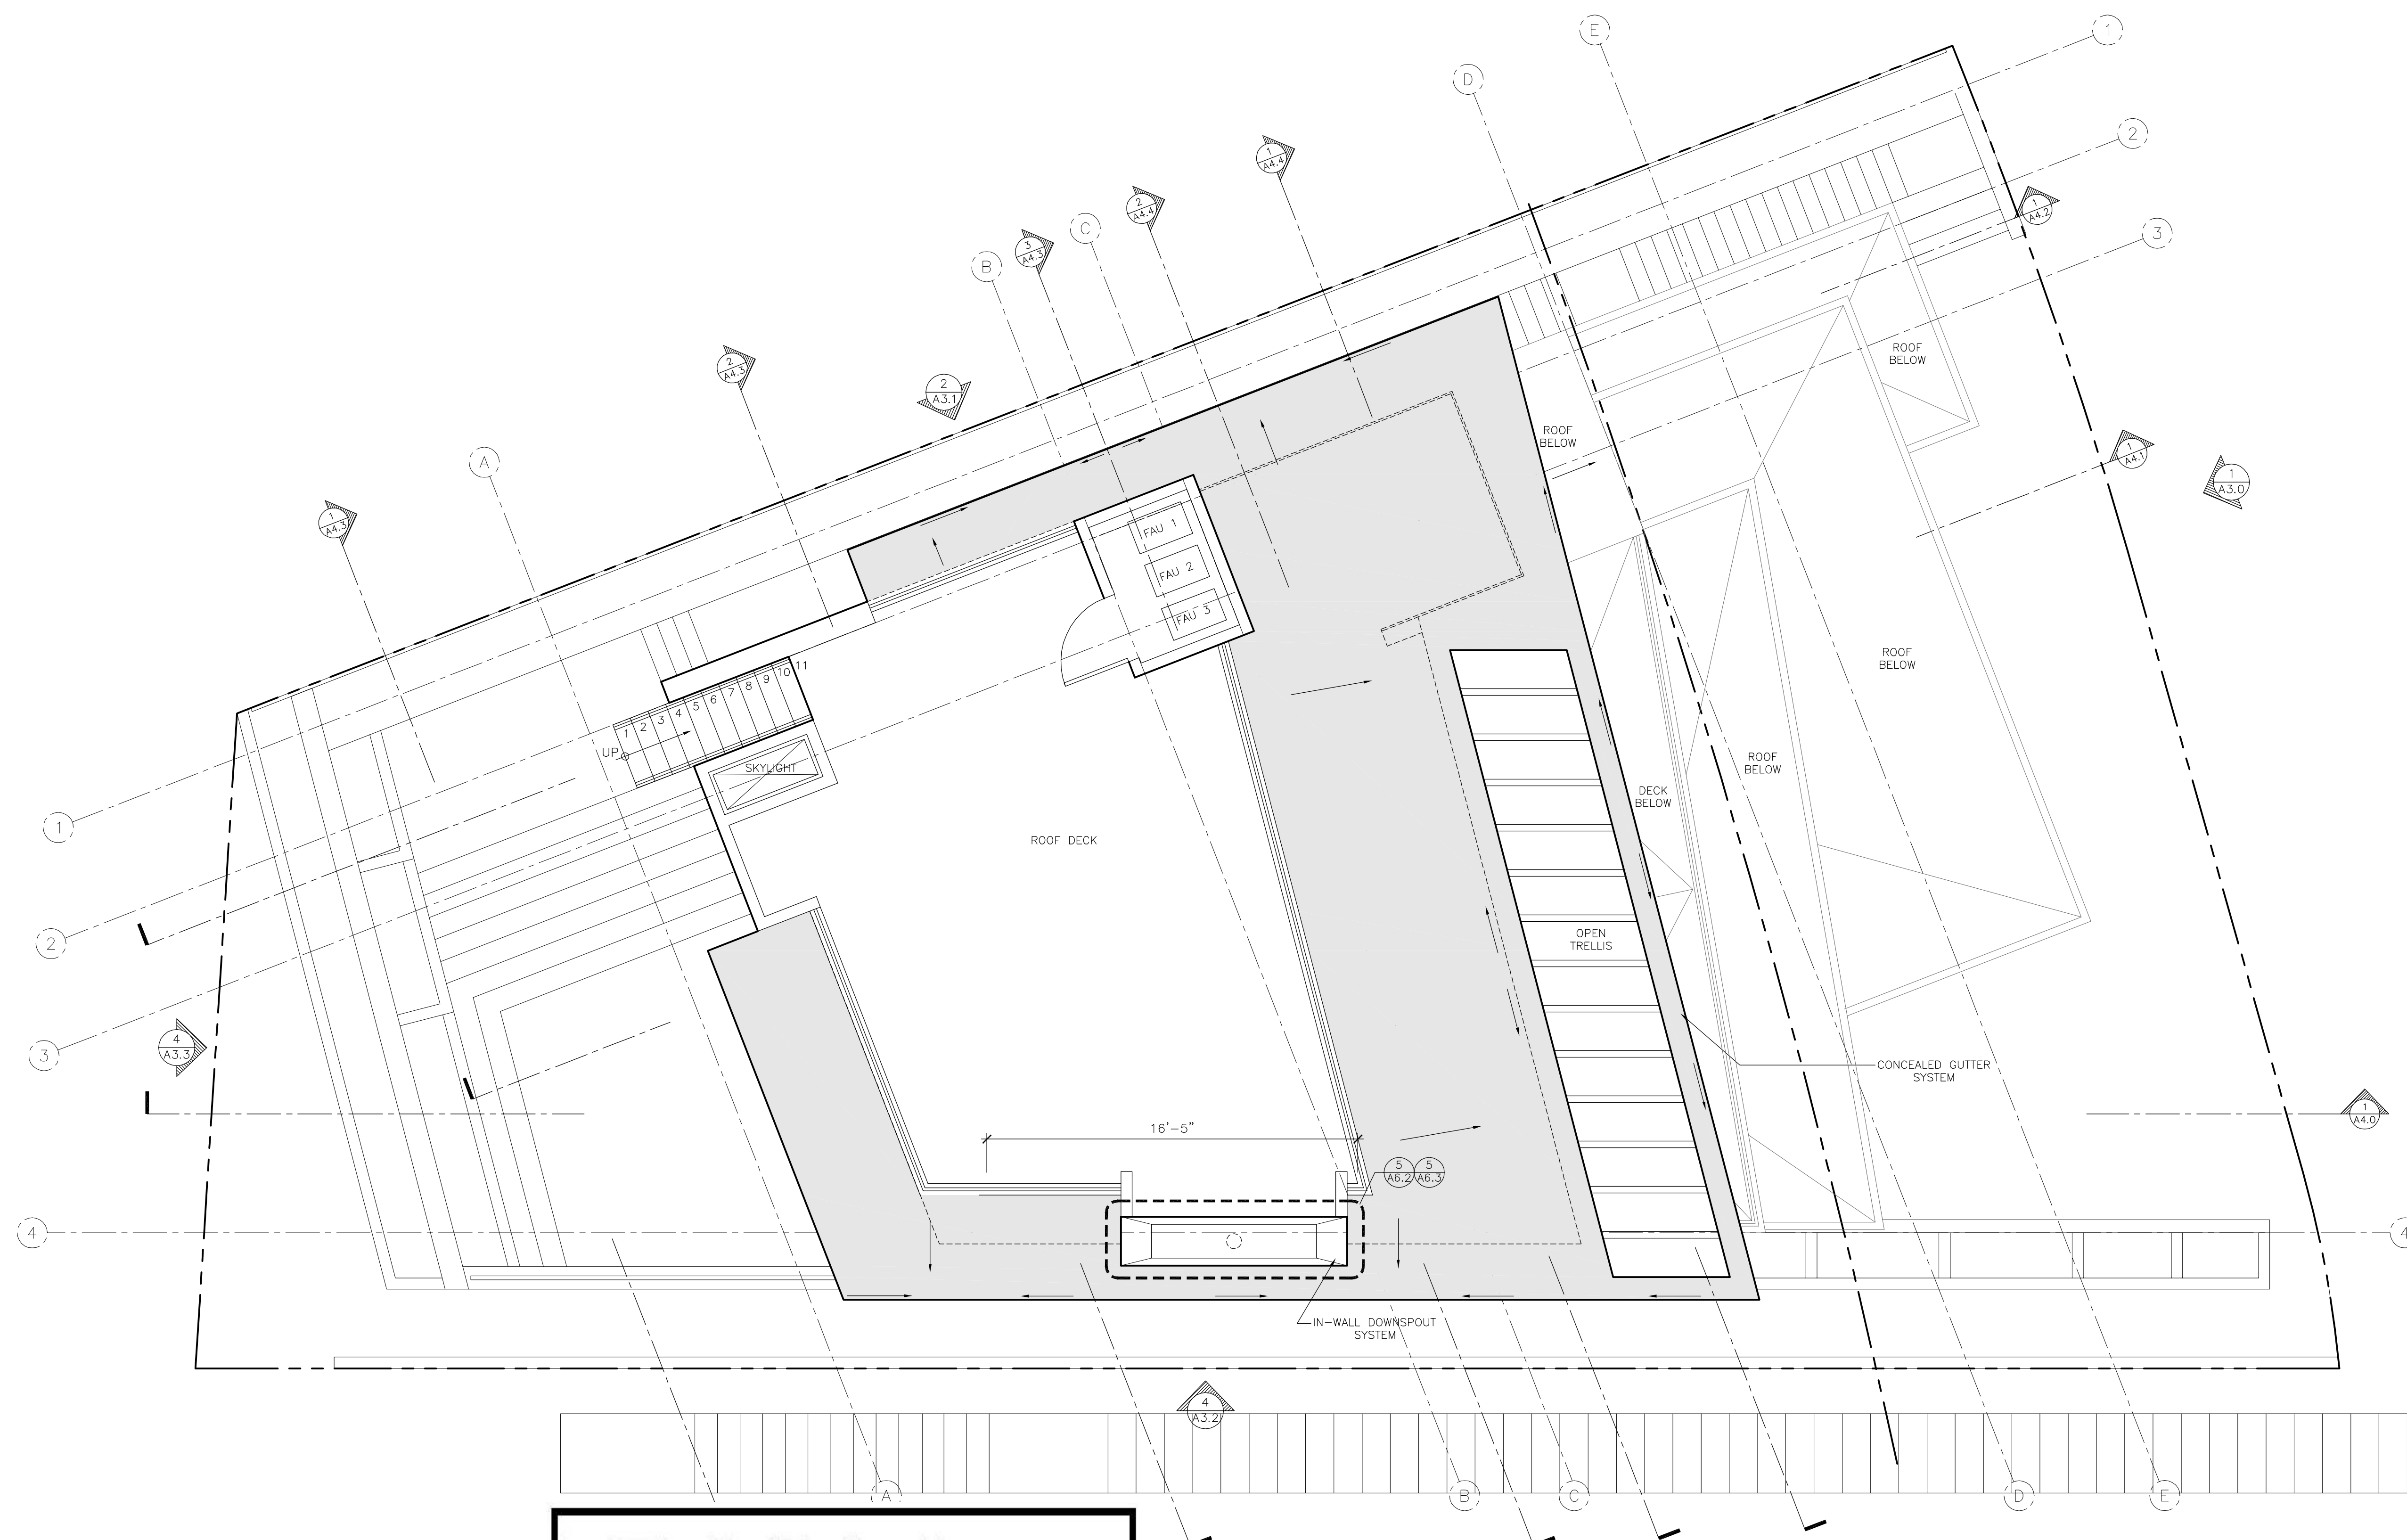 E
1
D
1
A4.4
2
2
A4.4
1
A4.2
C
3
3
A4.3
B
ROOF
BELOW
2
A4.3
2
A3.1
ROOF
BELOW
1
A4.1
A
1
A3.0
1
A4.3
FAU 1
FAU 2
FAU 3
ROOF
BELOW
1 2 3 4 5 6 7 8 9 10 11
UP
SKYLIGHT
ROOF
BELOW
DECK
BELOW
1
ROOF DECK
2
OPEN
TRELLIS
3
4
A3.3
CONCEALED GUTTER
SYSTEM
1
A4.0
16'-5"
5
A6.2
5
A6.3
4
4
IN-WALL DOWNSPOUT
SYSTEM
4
A3.2
A
B
C
D
E